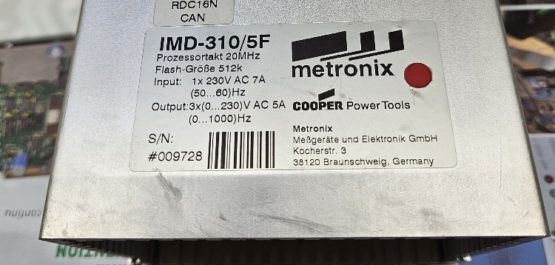 RDC16N
CAN
IMD-310/5F
Prozessortakt 20MHz
Flash-Größe 512k
Input: 1x 230V AC 7A
(50...60)Hz
Output: 3x(0...230)V AC 5A
(0...1000)Hz
S/N:
#009728
metronix
COOPER Power Tools
Metronix
Meßgeräte und Elektronik GmbH
Kocherstr. 3
38120 Braunschweig, Germany